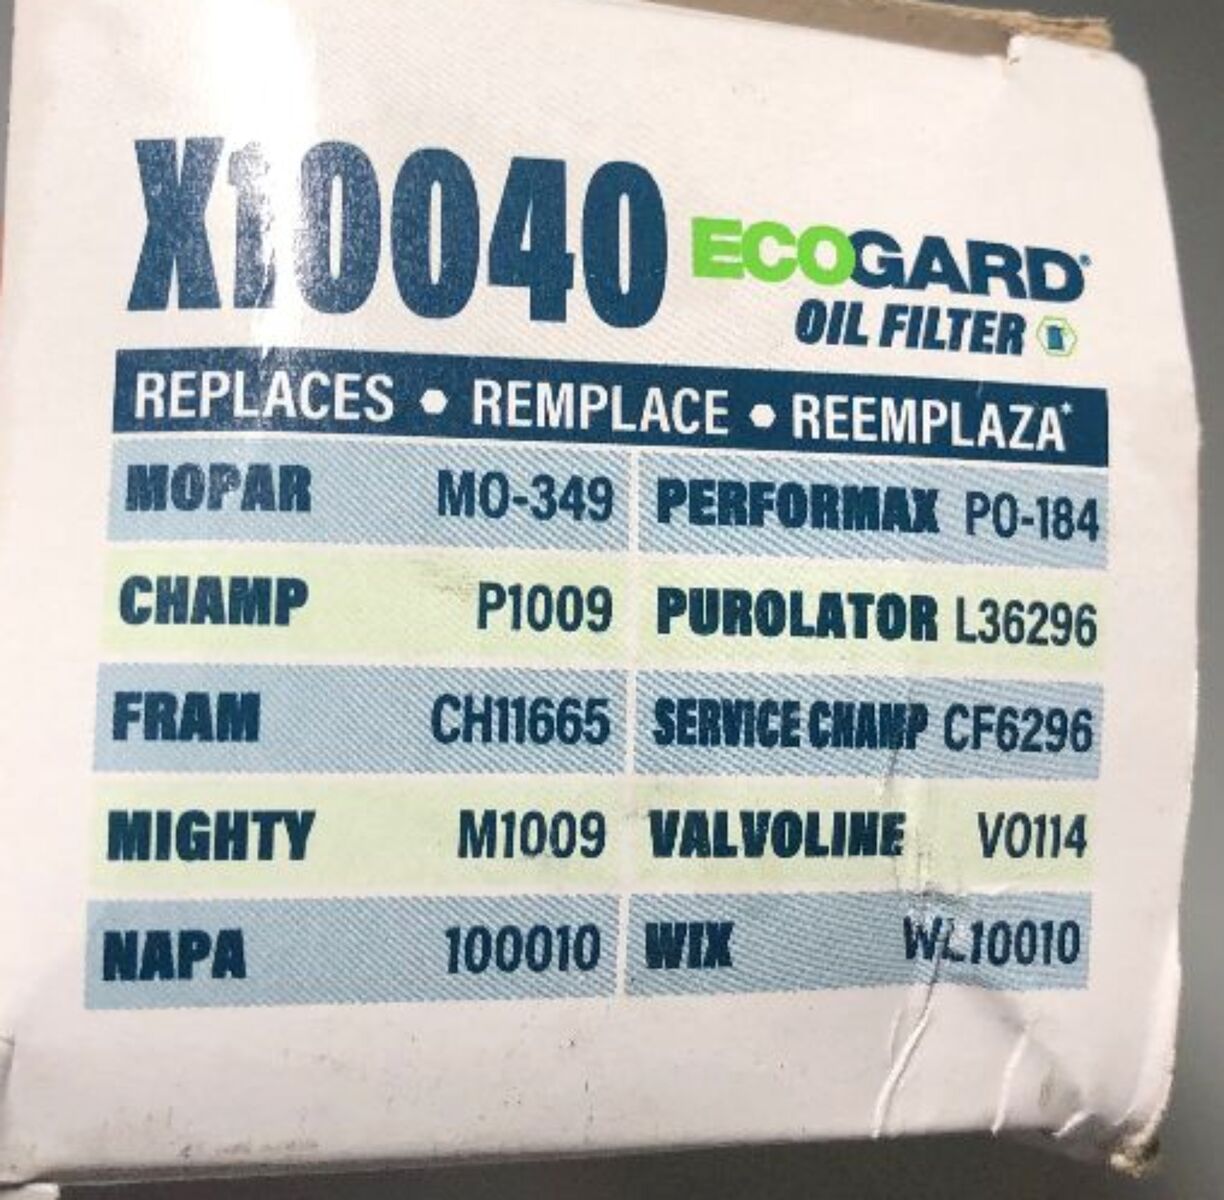 X10040 ECOGARD®
OIL FILTER
REPLACES • REMPLACE • REEMPLAZA*
MOPAR MO-349 PERFORMAX PO-184
CHAMP P1009 PUROLATOR L36296
FRAM CH11665 SERVICE CHAMP CF6296
MIGHTY M1009 VALVOLINE VO114
NAPA 100010 WIX WL10010